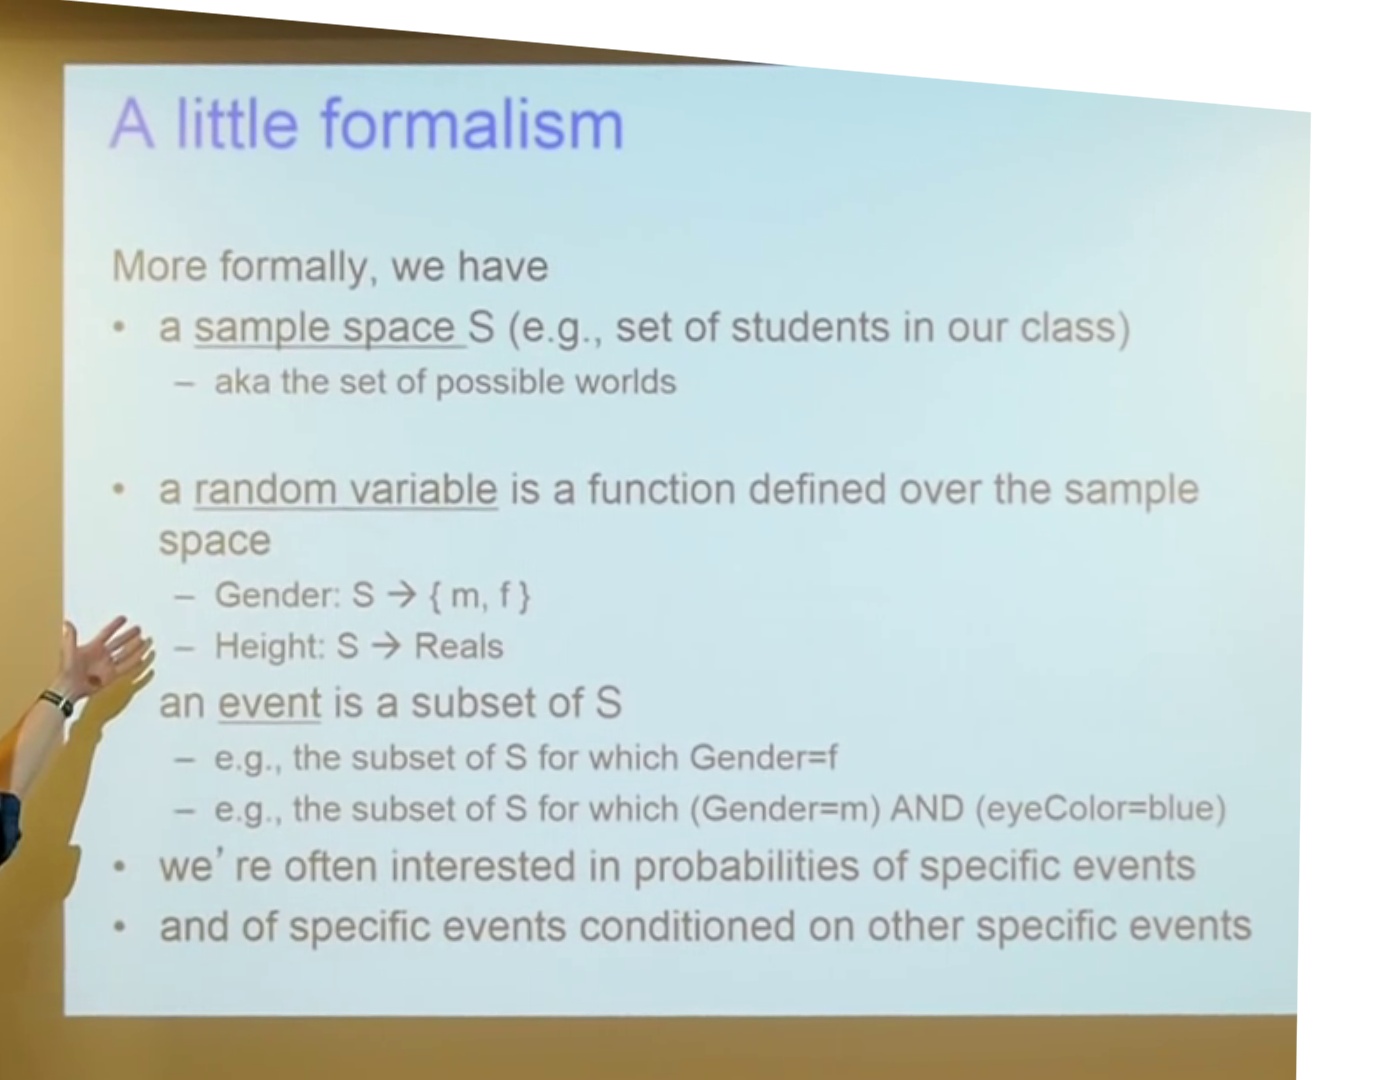 A little formalism
More formally, we have
• a sample space S (e.g., set of students in our class)
– aka the set of possible worlds
• a random variable is a function defined over the sample
space
– Gender: S → { m, f }
– Height: S → Reals
an event is a subset of S
– e.g., the subset of S for which Gender=f
– e.g., the subset of S for which (Gender=m) AND (eyeColor=blue)
• we’ re often interested in probabilities of specific events
• and of specific events conditioned on other specific events